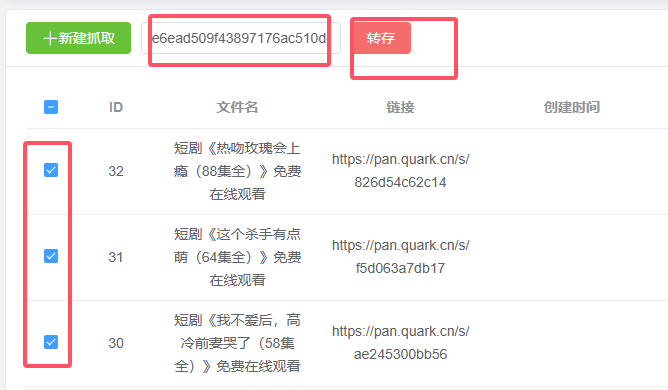 新建抓取 e6ead509f43897176ac510d 转存
ID 文件名 链接 创建时间
短剧《热吻玫瑰会上
https://pan.quark.cn/s/
32 瘾（88集全）》免费
826d54c62c14
在线观看
短剧《这个杀手有点
https://pan.quark.cn/s/
31 萌（64集全）》免费
f5d063a7db17
在线观看
短剧《我不爱后，高
https://pan.quark.cn/s/
30 冷前妻哭了（58集
ae245300bb56
全）》免费在线观看